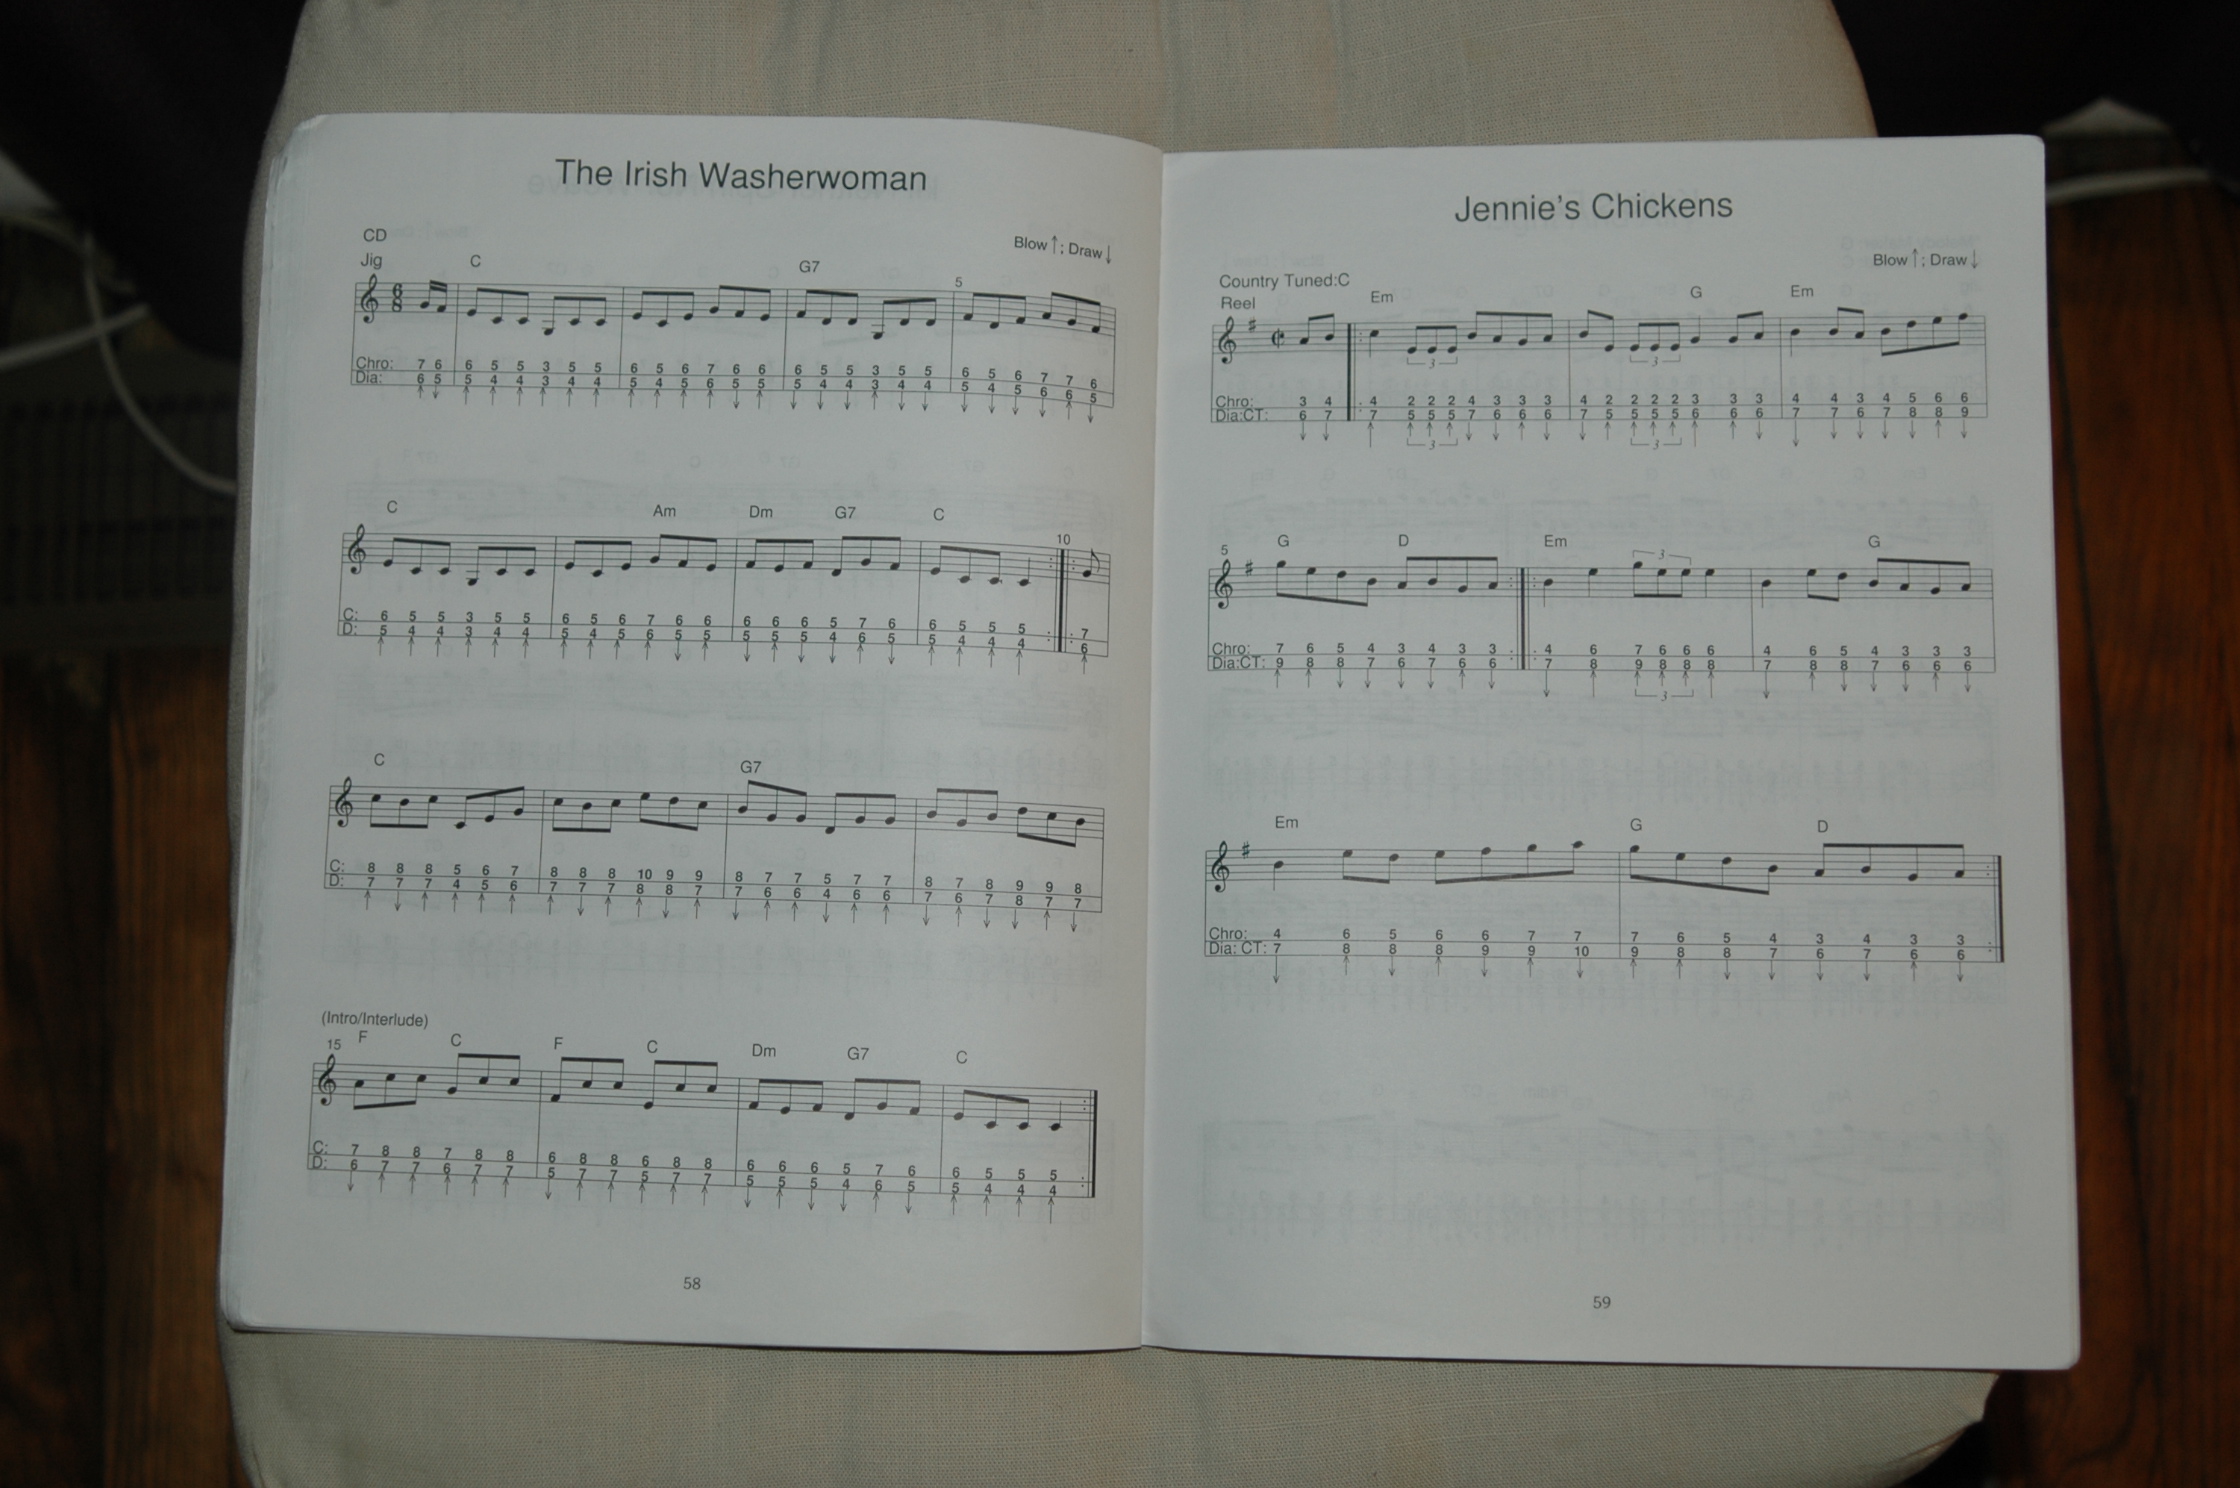 The Irish Washerwoman
CD
Blow ↑; Draw ↓
Jig
C G7 5
6
8
Chro: 7 6 6 5 5 3 5 5 6 5 6 7 6 6 6 5 5 3 5 5 6 5 6 7 7 6
Dia: 6 5 5 4 4 3 4 4 5 4 5 6 5 5 5 4 4 3 4 4 5 4 5 6 6 5
C Am Dm G7 C 10
C: 6 5 5 3 5 5 6 5 6 7 6 6 6 6 6 5 7 6 6 5 5 5 7
D: 5 4 4 3 4 4 5 4 5 6 5 5 5 5 5 4 6 5 5 4 4 4 6
C G7
C: 8 8 8 5 6 7 8 8 8 10 9 9 8 7 7 5 7 7 8 7 8 9 9 8
D: 7 7 7 4 5 6 7 7 7 8 8 7 7 6 6 4 6 6 7 6 7 8 7 7
(Intro/Interlude)
15 F C F C Dm G7 C
C: 7 8 8 7 8 8 6 8 8 6 8 8 6 6 6 5 7 6 6 5 5 5
D: 6 7 7 6 7 7 5 7 7 5 7 7 5 5 5 4 6 5 5 4 4 4
58
Jennie's Chickens
Blow ↑; Draw ↓
Country Tuned:C
Reel
Em G Em
3 3
Chro: 3 4 4 2 2 2 4 3 3 3 4 2 2 2 2 3 3 3 4 4 3 4 5 6 6
Dia:CT: 6 7 7 5 5 5 7 6 6 6 7 5 5 5 5 6 6 6 7 7 6 7 8 8 9
3 3
5 G D Em G
3
Chro: 7 6 5 4 3 4 3 3 4 6 7 6 6 6 4 6 5 4 3 3 3
Dia:CT: 9 8 8 7 6 7 6 6 7 8 9 8 8 8 7 8 8 7 6 6 6
3
Em G D
Chro: 4 6 5 6 6 7 7 7 6 5 4 3 4 3 3
Dia: CT: 7 8 8 8 9 9 10 9 8 8 7 6 7 6 6
59